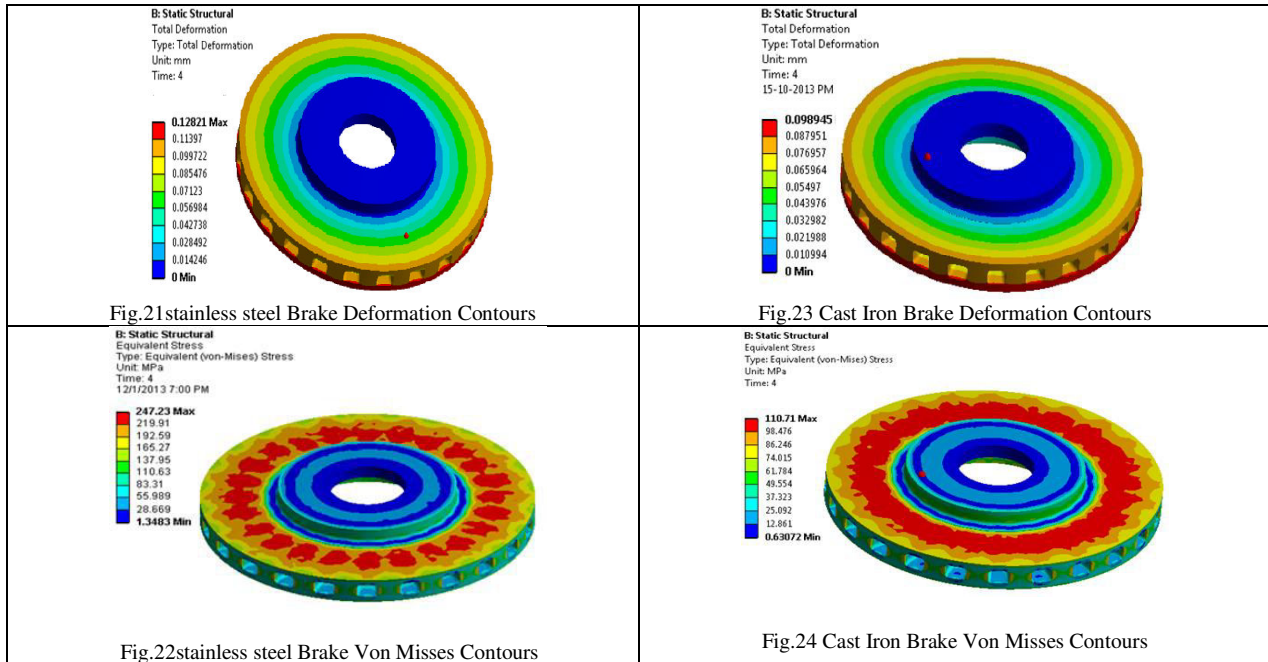 B: Static Structural
Total Deformation
Type: Total Deformation
Unit: mm
Time: 4
0.12821 Max
0.11397
0.099722
0.085476
0.07123
0.056984
0.042738
0.028492
0.014246
0 Min
Fig.21stainless steel Brake Deformation Contours
B: Static Structural
Total Deformation
Type: Total Deformation
Unit: mm
Time: 4
15-10-2013 PM
0.098945
0.087951
0.076957
0.065964
0.05497
0.043976
0.032982
0.021988
0.010994
0 Min
Fig.23 Cast Iron Brake Deformation Contours
B: Static Structural
Equivalent Stress
Type: Equivalent (von-Mises) Stress
Unit: MPa
Time: 4
12/1/2013 7:00 PM
247.23 Max
219.91
192.59
165.27
137.95
110.63
83.31
55.989
28.669
1.3483 Min
Fig.22stainless steel Brake Von Misses Contours
B: Static Structural
Equivalent Stress
Type: Equivalent (von-Mises) Stress
Unit: MPa
Time: 4
110.71 Max
98.476
86.246
74.015
61.784
49.554
37.323
25.092
12.861
0.63072 Min
Fig.24 Cast Iron Brake Von Misses Contours